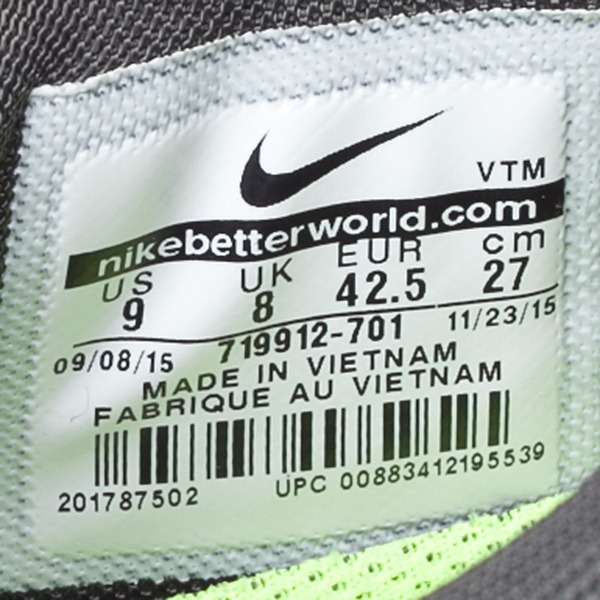 VTM
nikebetterworld.com
US UK EUR cm
9 8 42.5 27
09/08/15 719912-701 11/23/15
MADE IN VIETNAM
FABRIQUE AU VIETNAM
201787502 UPC 00883412195539